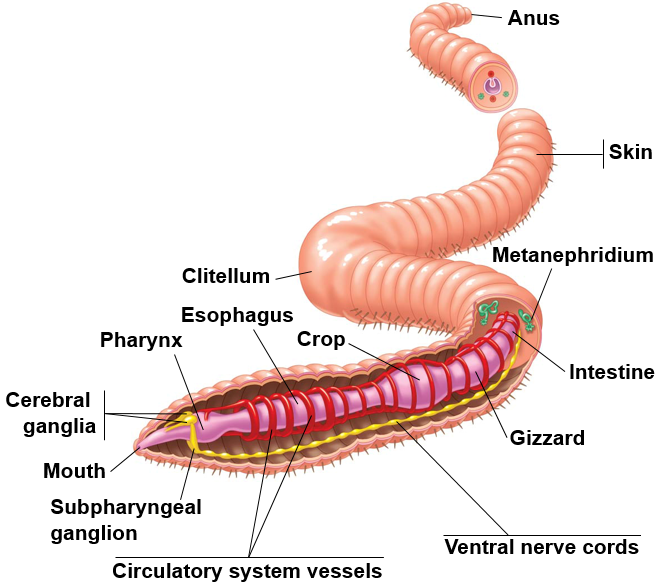 Anus
Skin
Metanephridium
Clitellum
Esophagus
Pharynx
Crop
Intestine
Cerebral
ganglia
Gizzard
Mouth
Subpharyngeal
ganglion
Ventral nerve cords
Circulatory system vessels